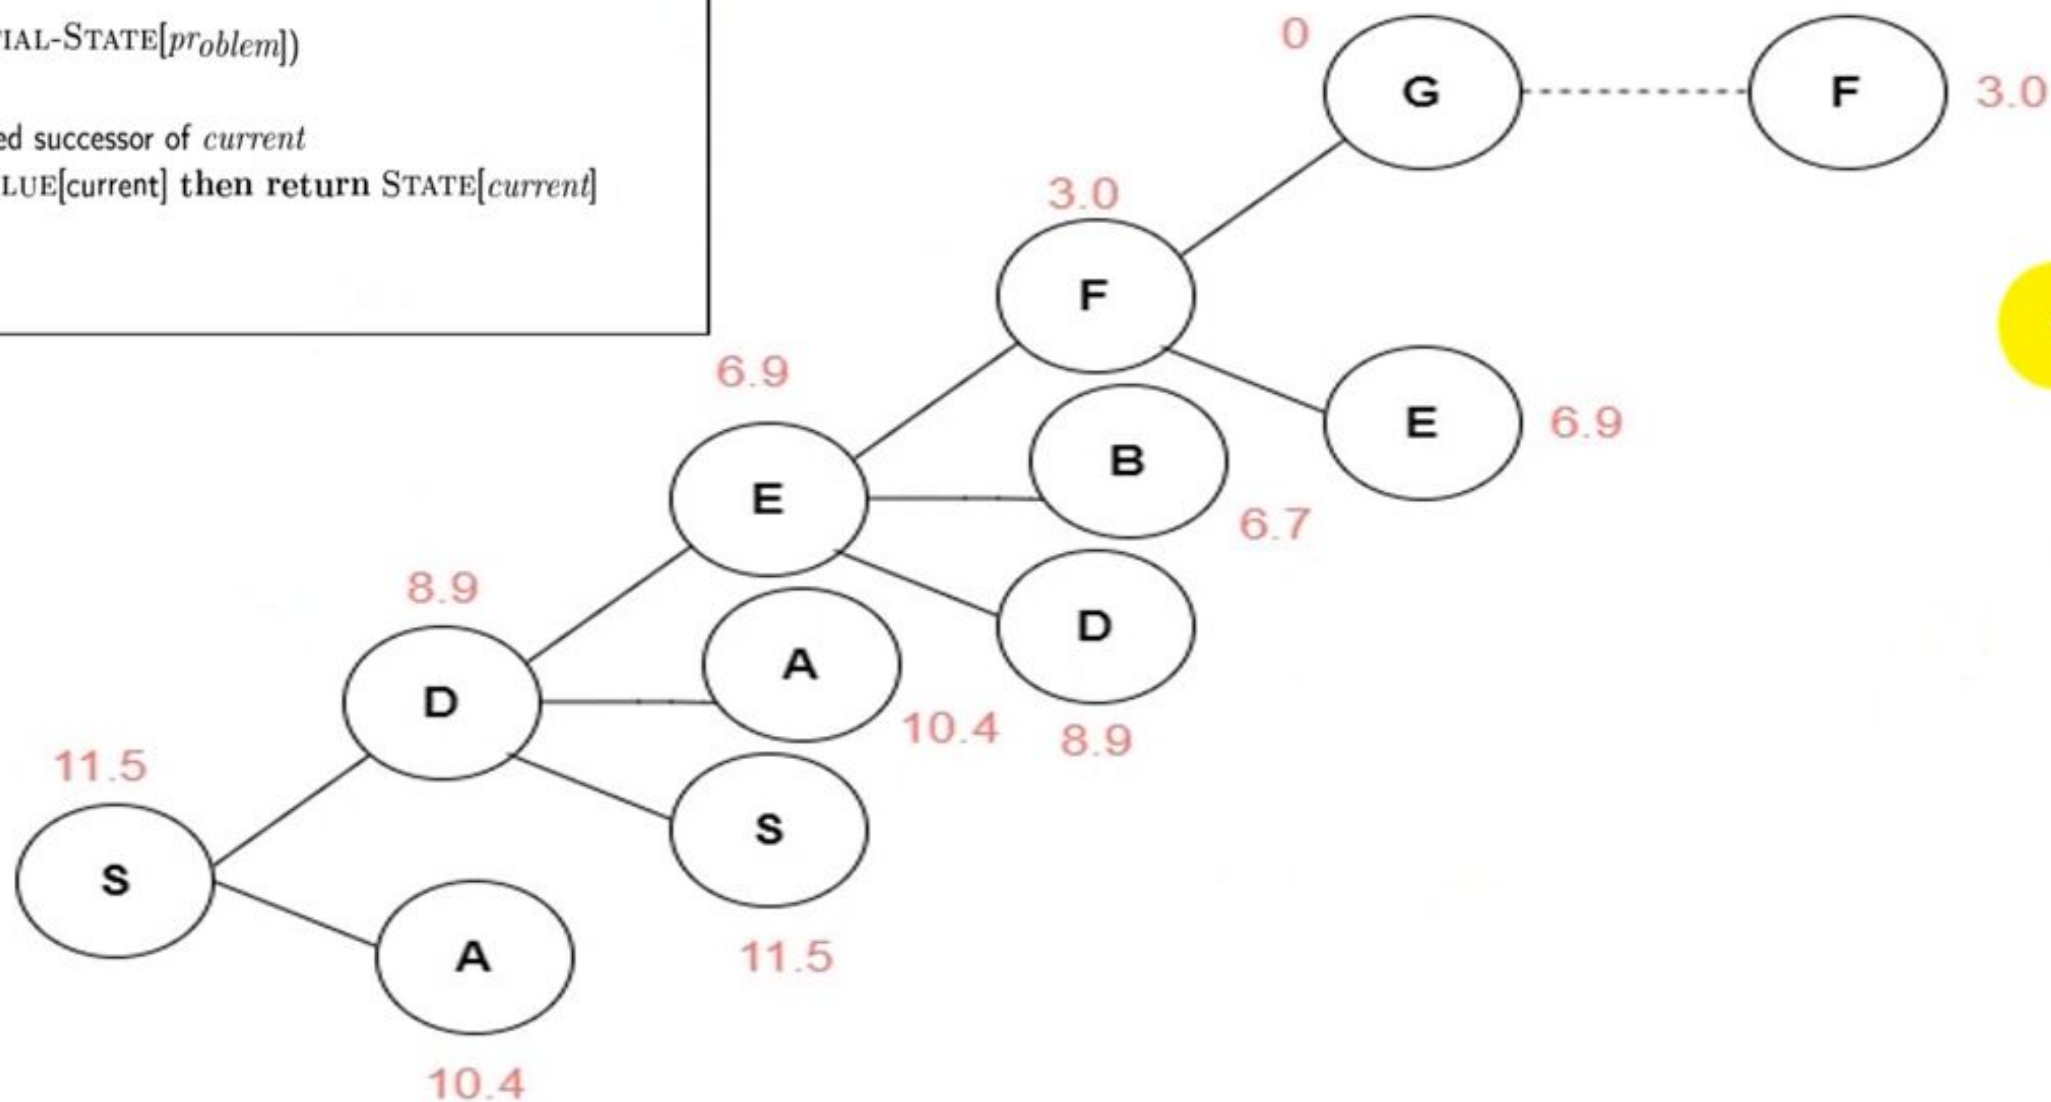 TIAL-STATE[problem])
ed successor of current
LUE[current] then return STATE[current]
0
G
F
3.0
3.0
F
6.9
E
6.9
B
6.7
E
8.9
D
A
10.4
D
8.9
11.5
S
S
11.5
A
10.4